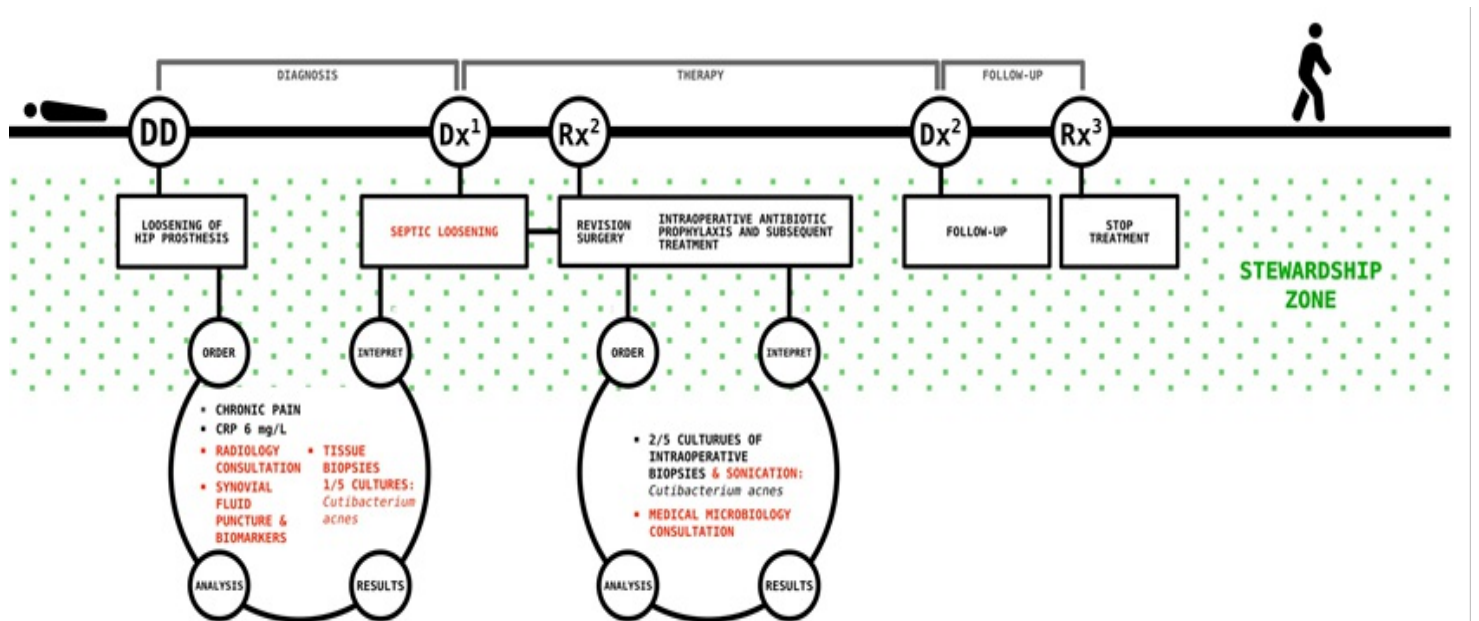 DIAGNOSIS
THERAPY
FOLLOW-UP
DD
Dx¹
Rx²
Dx²
Rx³
LOOSENING OF
HIP PROSTHESIS
SEPTIC LOOSENING
REVISION
SURGERY
INTRAOPERATIVE ANTIBIOTIC
PROPHYLAXIS AND SUBSEQUENT
TREATMENT
FOLLOW-UP
STOP
TREATMENT
STEWARDSHIP
ZONE
ORDER
INTEPRET
• CHRONIC PAIN
• CRP 6 mg/L
• RADIOLOGY
CONSULTATION
• SYNOVIAL
FLUID
PUNCTURE &
BIOMARKERS
• TISSUE
BIOPSIES
1/5 CULTURES:
Cutibacterium
acnes
ANALYSIS
RESULTS
ORDER
INTEPRET
• 2/5 CULTURUES OF
INTRAOPERATIVE
BIOPSIES & SONICATION:
Cutibacterium acnes
• MEDICAL MICROBIOLOGY
CONSULTATION
ANALYSIS
RESULTS